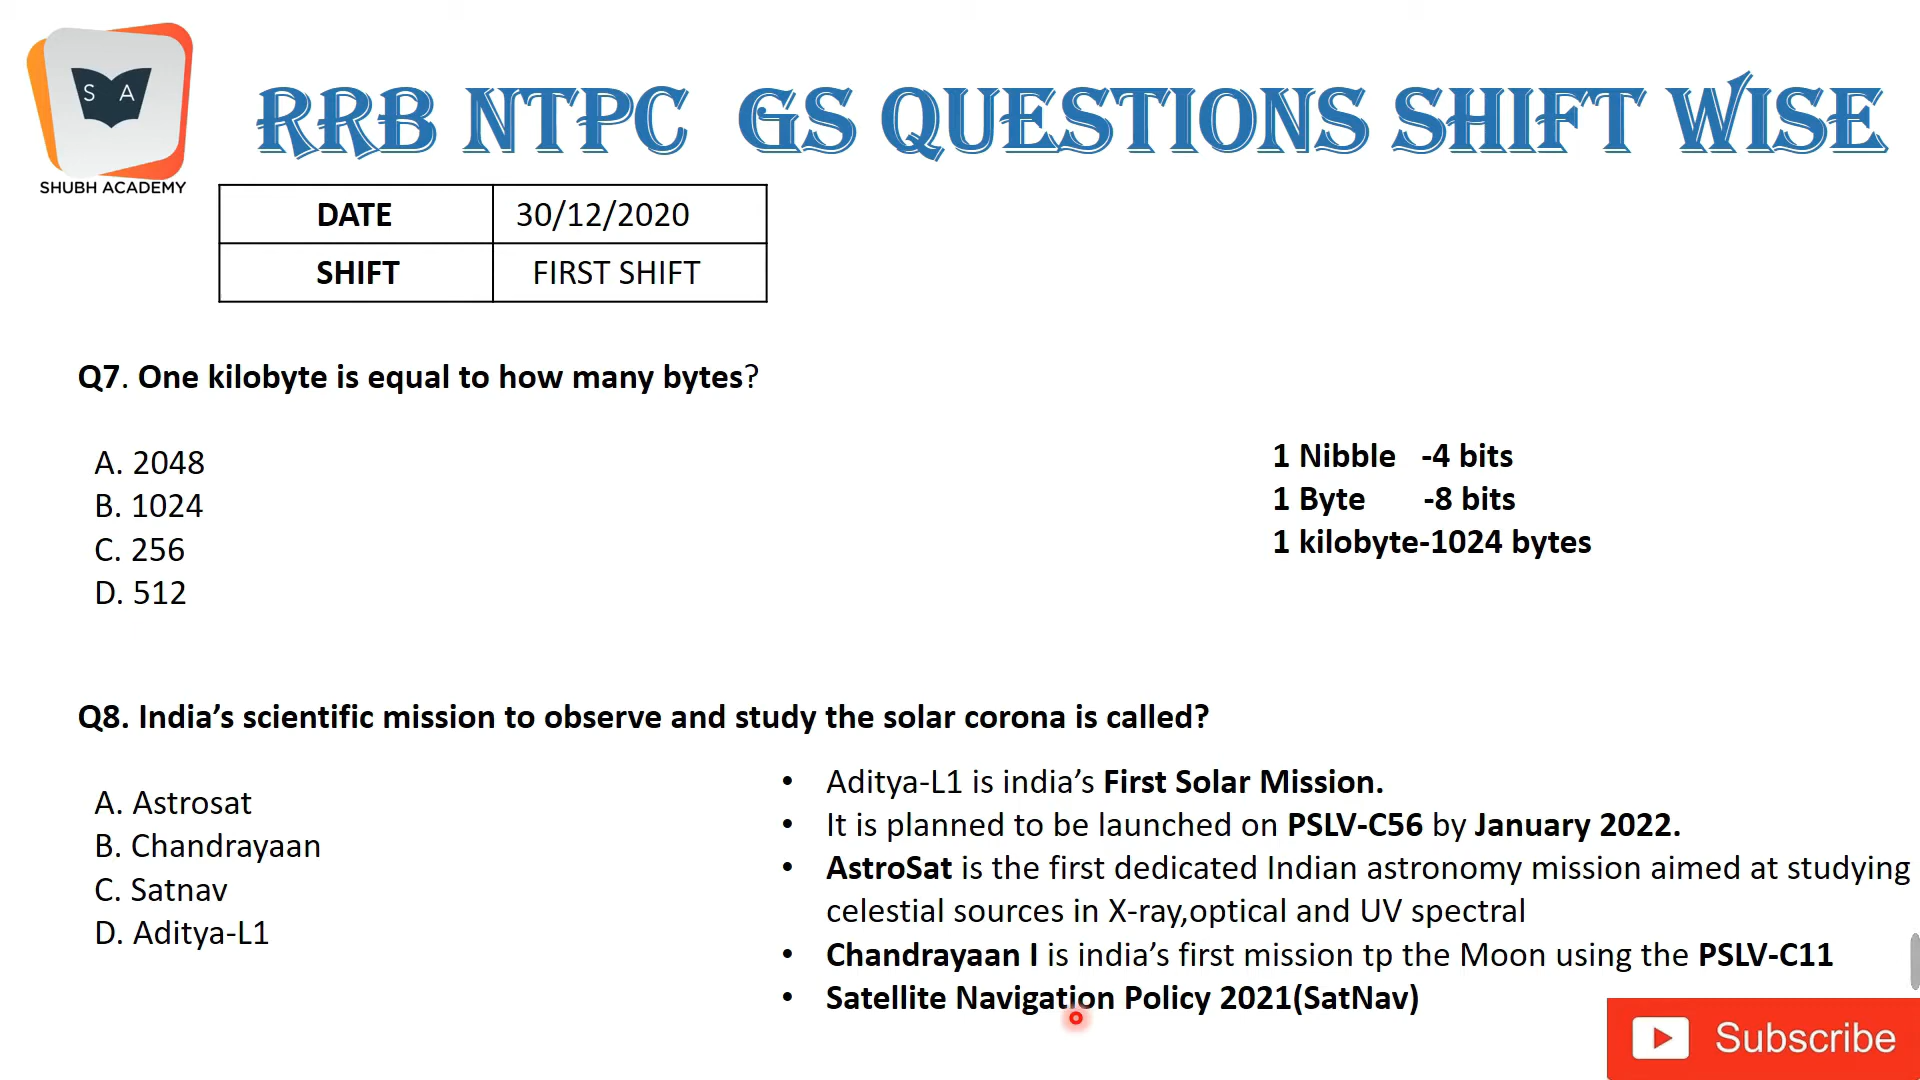 S A
SHUBH ACADEMY
RRB NTPC GS QUESTIONS SHIFT WISE
DATE 30/12/2020
SHIFT FIRST SHIFT
Q7. One kilobyte is equal to how many bytes?
A. 2048
B. 1024
C. 256
D. 512
1 Nibble -4 bits
1 Byte -8 bits
1 kilobyte-1024 bytes
Q8. India’s scientific mission to observe and study the solar corona is called?
A. Astrosat
B. Chandrayaan
C. Satnav
D. Aditya-L1
• Aditya-L1 is india’s First Solar Mission.
• It is planned to be launched on PSLV-C56 by January 2022.
• AstroSat is the first dedicated Indian astronomy mission aimed at studying
celestial sources in X-ray,optical and UV spectral
• Chandrayaan I is india’s first mission tp the Moon using the PSLV-C11
• Satellite Navigation Policy 2021(SatNav)
Subscribe